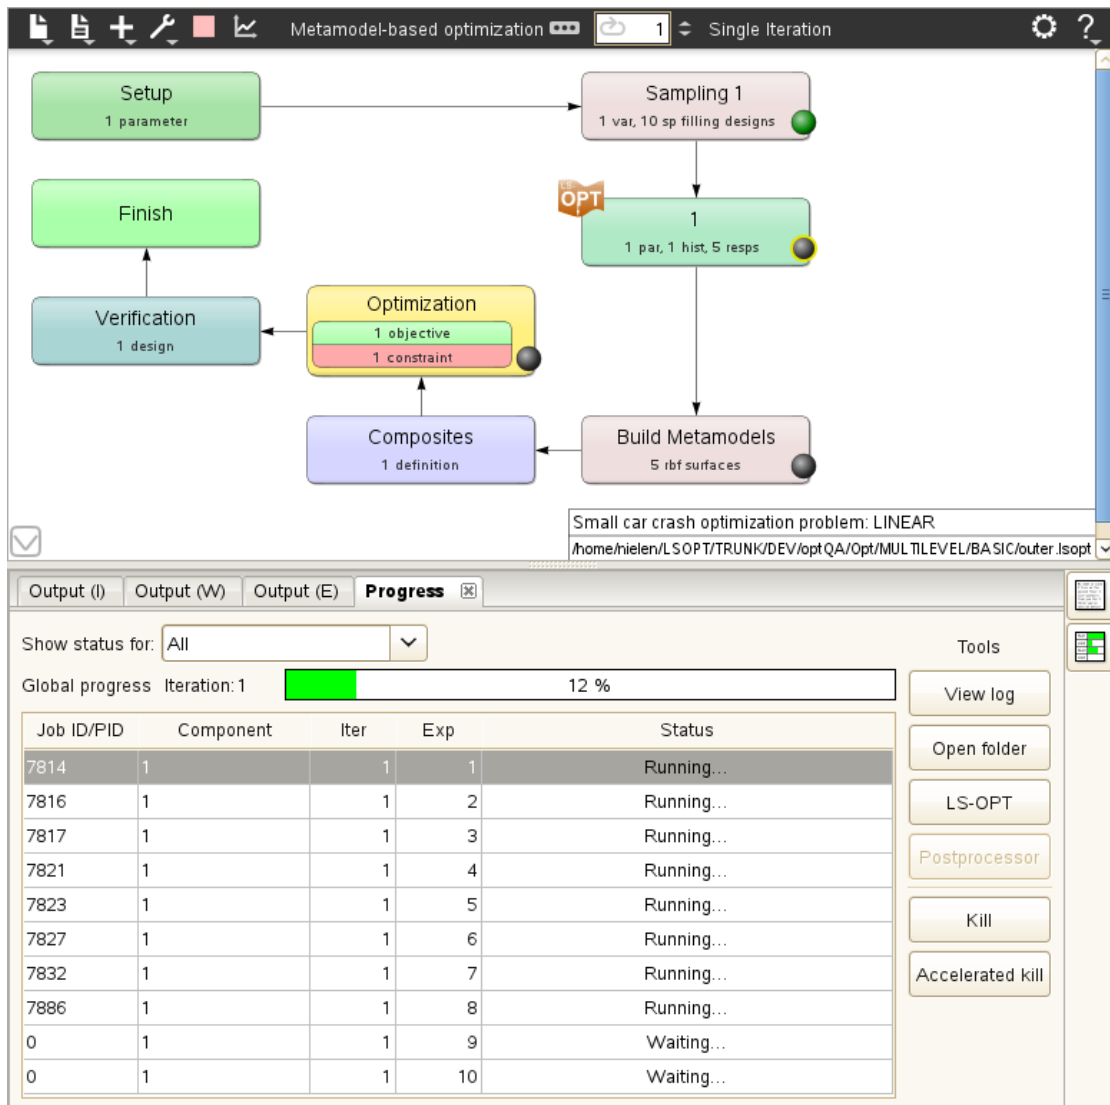 Metamodel-based optimization 1 Single Iteration ?
Setup
1 parameter
Sampling 1
1 var, 10 sp filling designs
LS-
OPT
1
1 par, 1 hist, 5 resps
Finish
Verification
1 design
Optimization
1 objective
1 constraint
Composites
1 definition
Build Metamodels
5 rbf surfaces
Small car crash optimization problem: LINEAR
/home/nielen/LSOPT/TRUNK/DEV/optQA/Opt/MULTILEVEL/BASIC/outer.lsopt
Output (I) Output (W) Output (E) Progress
Show status for: All
Global progress Iteration: 1 12 %
Job ID/PID Component Iter Exp Status
7814 1 1 1 Running...
7816 1 1 2 Running...
7817 1 1 3 Running...
7821 1 1 4 Running...
7823 1 1 5 Running...
7827 1 1 6 Running...
7832 1 1 7 Running...
7886 1 1 8 Running...
0 1 1 9 Waiting...
0 1 1 10 Waiting...
Tools
View log
Open folder
LS-OPT
Postprocessor
Kill
Accelerated kill